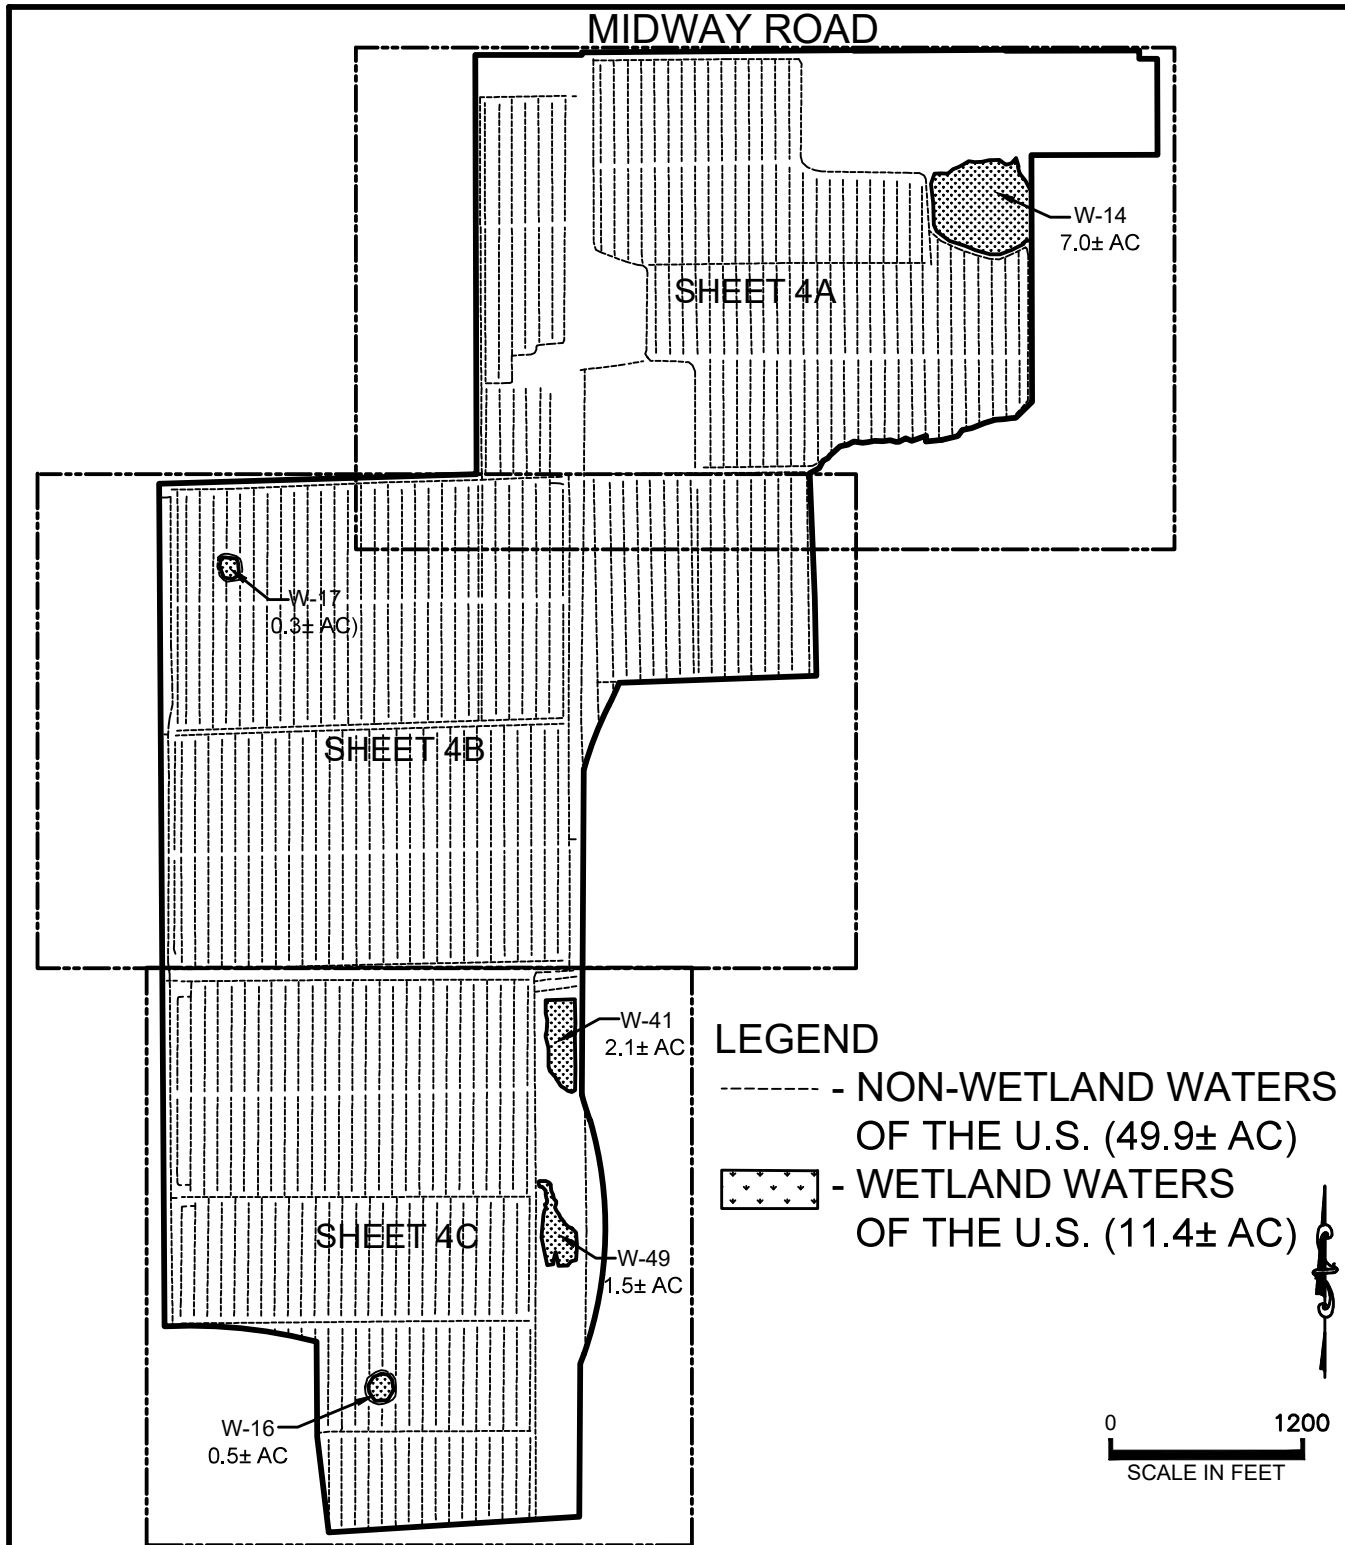 MIDWAY ROAD
W-14
7.0± AC
SHEET 4A
W-17
0.3± AC)
SHEET 4B
W-41
2.1± AC
LEGEND
- NON-WETLAND WATERS
OF THE U.S. (49.9± AC)
- WETLAND WATERS
OF THE U.S. (11.4± AC)
SHEET 4C
W-49
1.5± AC
W-16
0.5± AC
0 1200
SCALE IN FEET